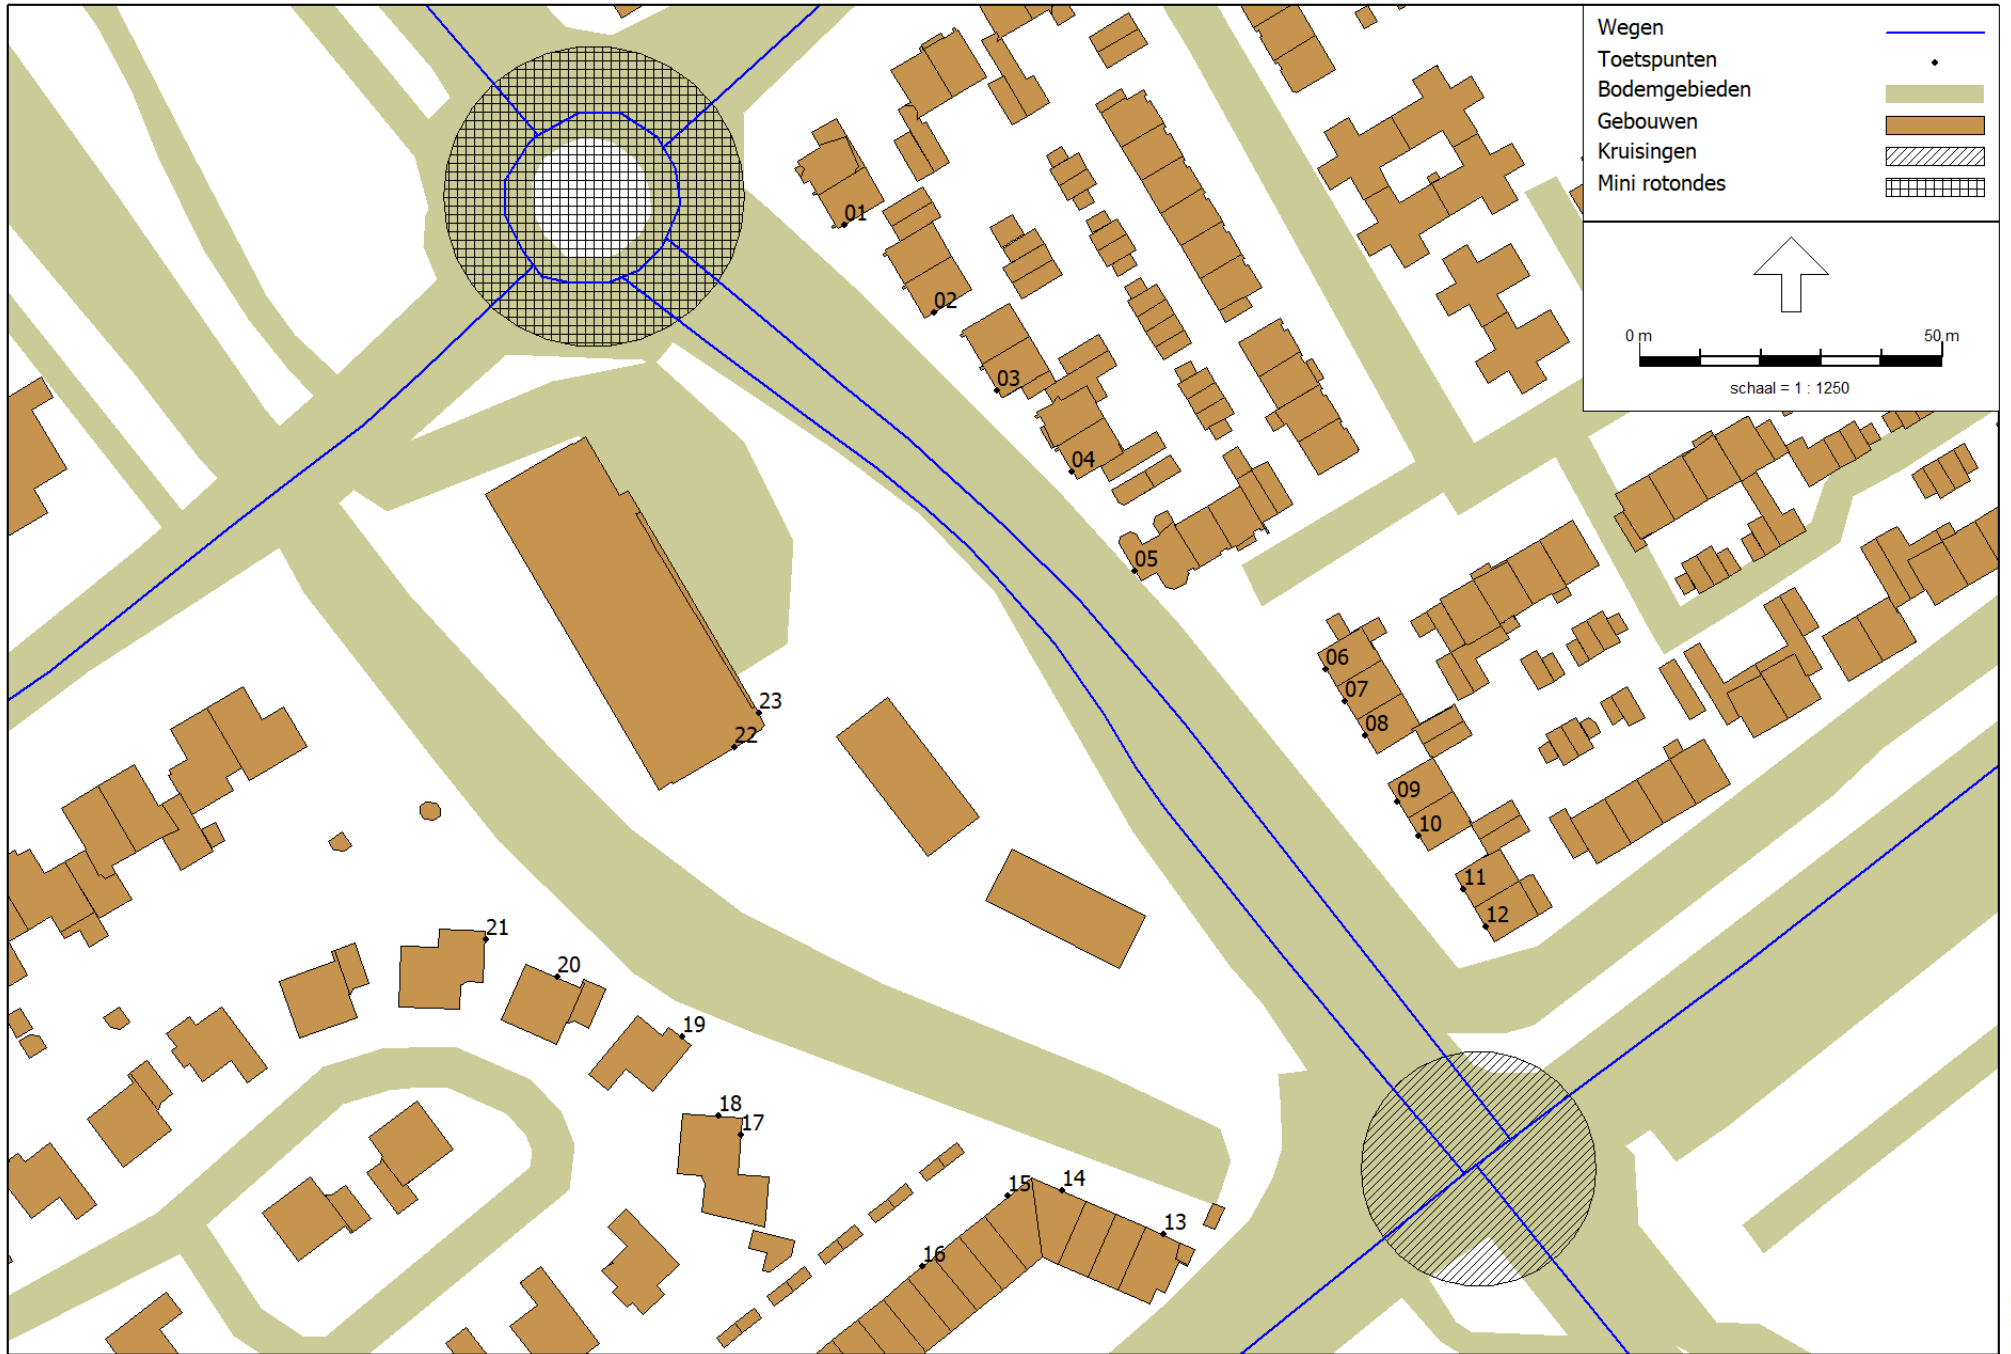 Wegen
Toetspunten
Bodemgebieden
Gebouwen
Kruisingen
Mini rotondes
0 m
50 m
schaal = 1 : 1250
01
02
03
04
05
06
07
08
09
10
11
12
13
14
15
16
17
18
19
20
21
22
23